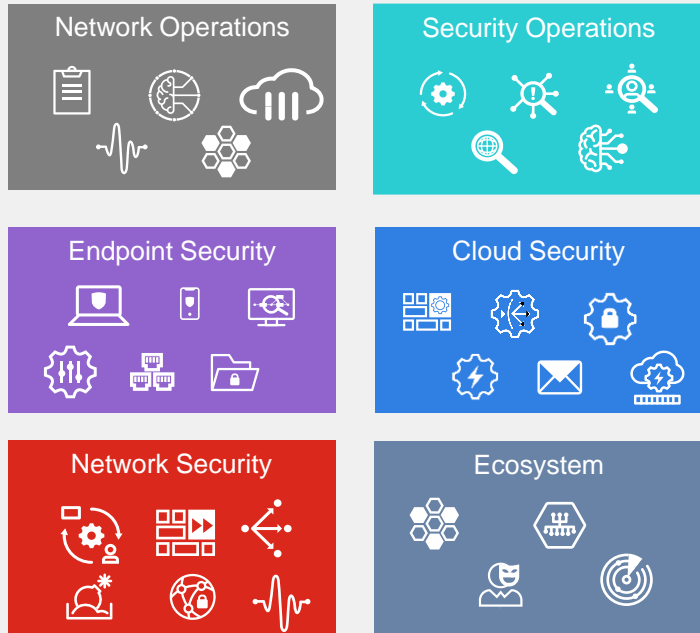 Network Operations
Security Operations
Endpoint Security
Cloud Security
Network Security
Ecosystem